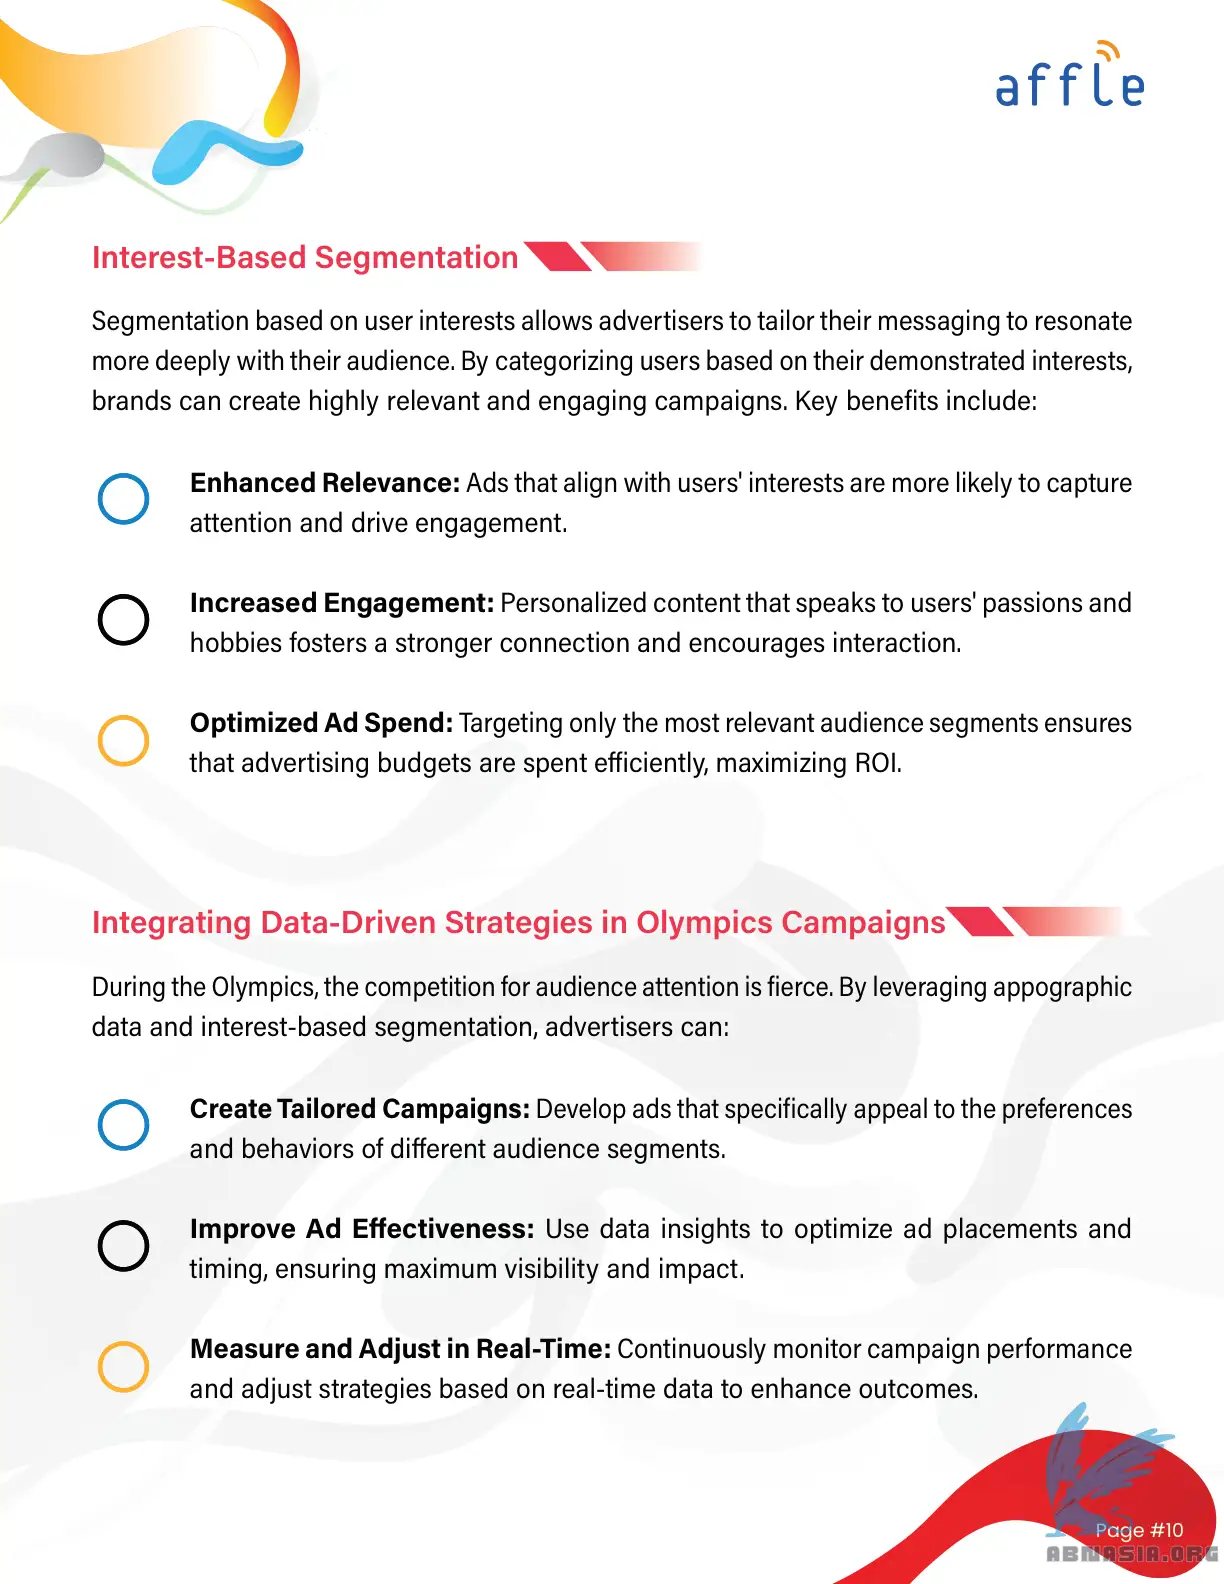 affle
Interest-Based Segmentation
Segmentation based on user interests allows advertisers to tailor their messaging to resonate
more deeply with their audience. By categorizing users based on their demonstrated interests,
brands can create highly relevant and engaging campaigns. Key benefits include:
Enhanced Relevance: Ads that align with users' interests are more likely to capture
attention and drive engagement.
Increased Engagement: Personalized content that speaks to users' passions and
hobbies fosters a stronger connection and encourages interaction.
Optimized Ad Spend: Targeting only the most relevant audience segments ensures
that advertising budgets are spent efficiently, maximizing ROI.
Integrating Data-Driven Strategies in Olympics Campaigns
During the Olympics, the competition for audience attention is fierce. By leveraging appographic
data and interest-based segmentation, advertisers can:
Create Tailored Campaigns: Develop ads that specifically appeal to the preferences
and behaviors of different audience segments.
Improve Ad Effectiveness: Use data insights to optimize ad placements and
timing, ensuring maximum visibility and impact.
Measure and Adjust in Real-Time: Continuously monitor campaign performance
and adjust strategies based on real-time data to enhance outcomes.
Page #10
ABNASIA.ORG